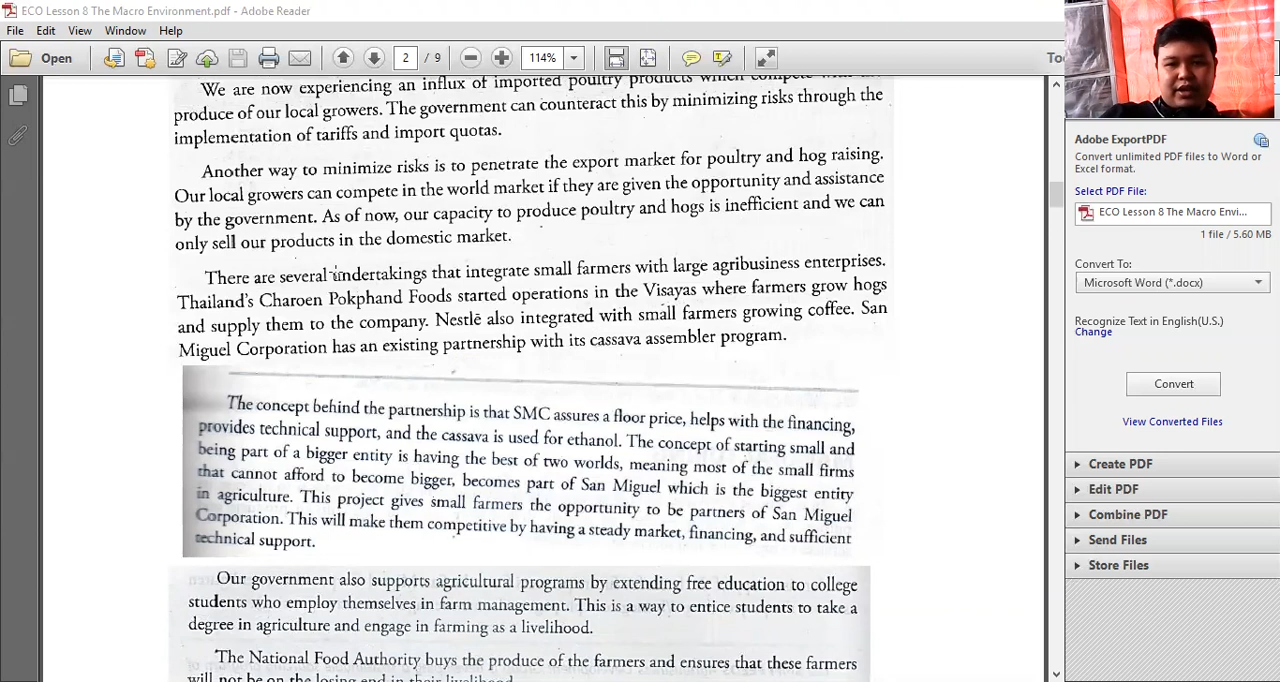 ECO Lesson 8 The Macro Environment.pdf - Adobe Reader
File Edit View Window Help
Open
2 / 9
114%
To
We are now experiencing an influx of imported poultry products which compete with the
produce of our local growers. The government can counteract this by minimizing risks through the
implementation of tariffs and import quotas.
Another way to minimize risks is to penetrate the export market for poultry and hog raising.
Our local growers can compete in the world market if they are given the opportunity and assistance
by the government. As of now, our capacity to produce poultry and hogs is inefficient and we can
only sell our products in the domestic market.
There are several undertakings that integrate small farmers with large agribusiness enterprises.
Thailand's Charoen Pokphand Foods started operations in the Visayas where farmers grow hogs
and supply them to the company. Nestlē also integrated with small farmers growing coffee. San
Miguel Corporation has an existing partnership with its cassava assembler program.
The concept behind the partnership is that SMC assures a floor price, helps with the financing,
provides technical support, and the cassava is used for ethanol. The concept of starting small and
being part of a bigger entity is having the best of two worlds, meaning most of the small firms
that cannot afford to become bigger, becomes part of San Miguel which is the biggest entity
in agriculture. This project gives small farmers the opportunity to be partners of San Miguel
Corporation. This will make them competitive by having a steady market, financing, and sufficient
technical support.
Our government also supports agricultural programs by extending free education to college
students who employ themselves in farm management. This is a way to entice students to take a
degree in agriculture and engage in farming as a livelihood.
The National Food Authority buys the produce of the farmers and ensures that these farmers
will not be on the losing end in their livelihood.
Adobe ExportPDF
Convert unlimited PDF files to Word or
Excel format.
Select PDF File:
ECO Lesson 8 The Macro Envi...
1 file / 5.60 MB
Convert To:
Microsoft Word (*.docx)
Recognize Text in English(U.S.)
Change
Convert
View Converted Files
Create PDF
Edit PDF
Combine PDF
Send Files
Store Files